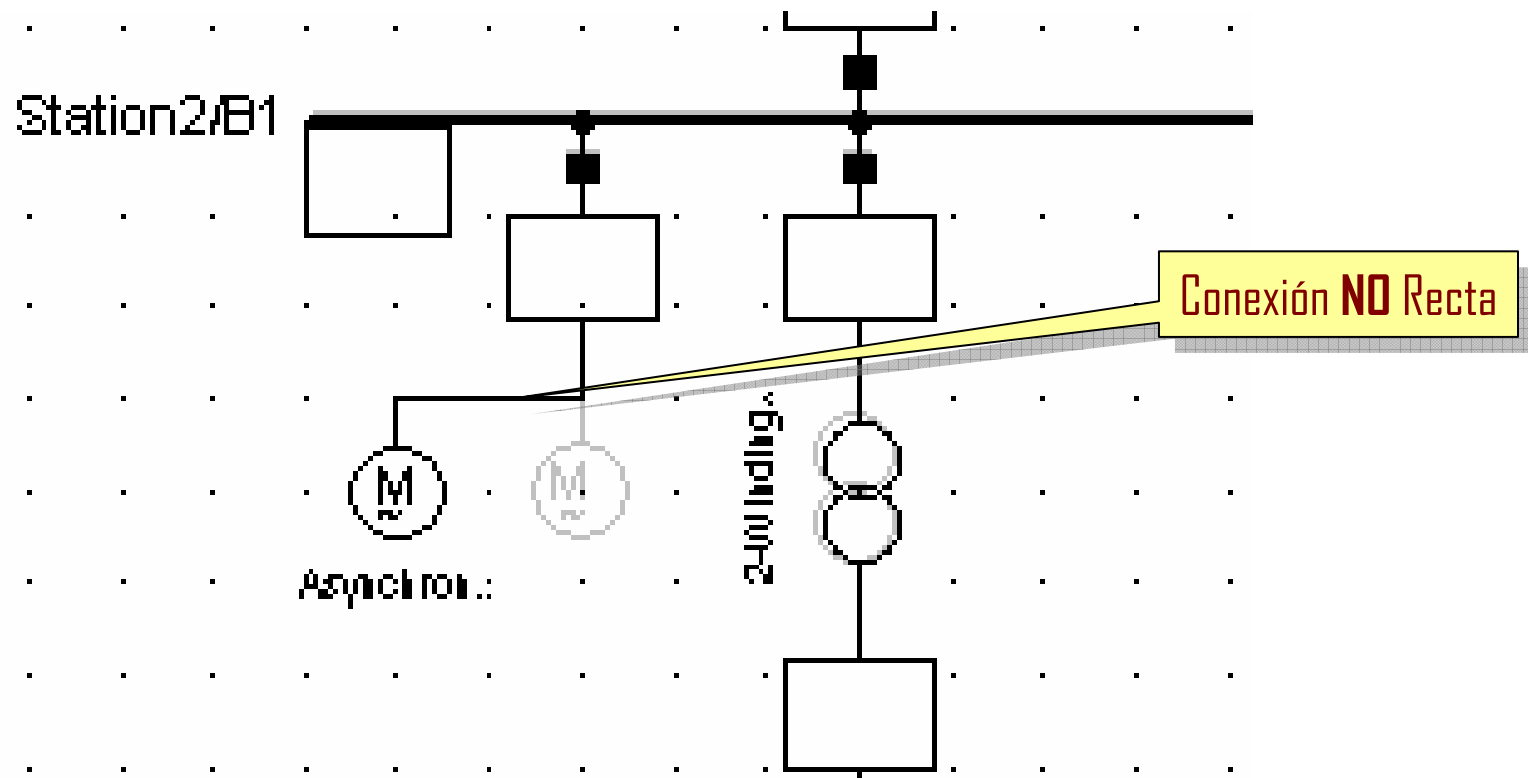 Station2/B1
Conexión NO Recta
2-Winding..
M
~
M
~
Asynchron..